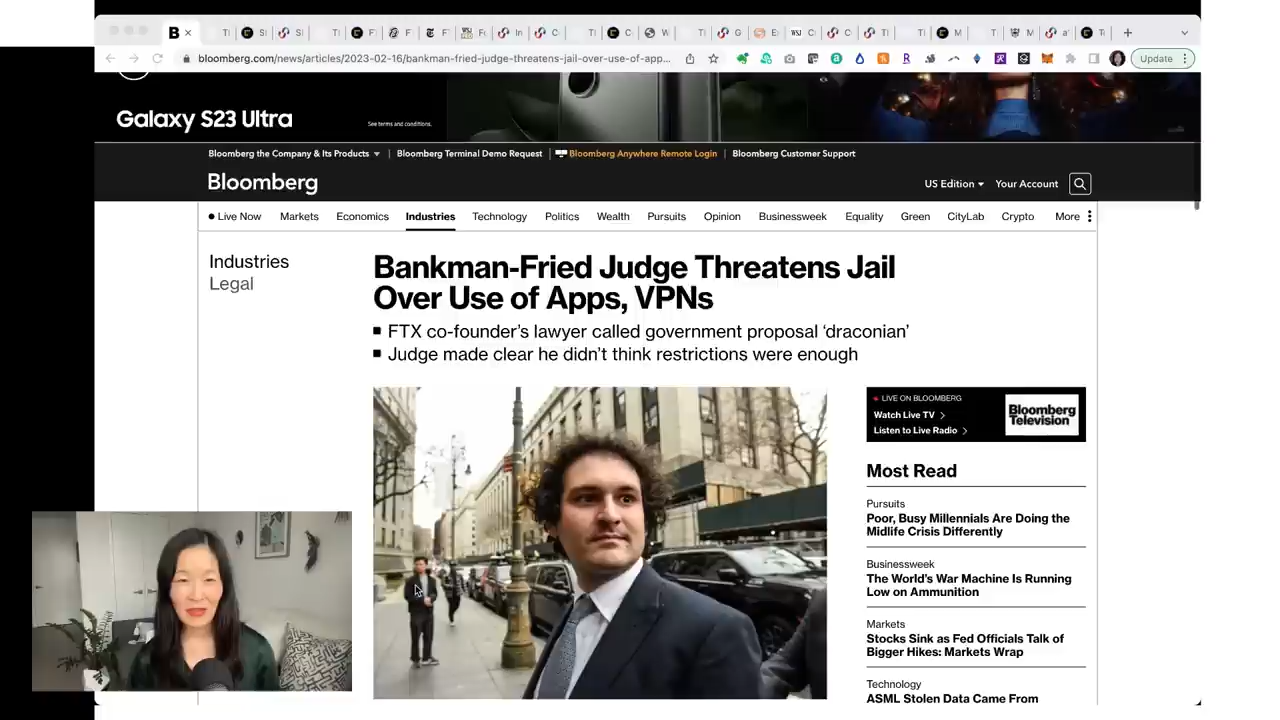 B
bloomberg.com/news/articles/2023-02-16/bankman-fried-judge-threatens-jail-over-use-of-app...
Update
Galaxy S23 Ultra
See terms and conditions.
Bloomberg the Company & Its Products
Bloomberg Terminal Demo Request
Bloomberg Anywhere Remote Login
Bloomberg Customer Support
Bloomberg
US Edition
Your Account
Live Now
Markets
Economics
Industries
Technology
Politics
Wealth
Pursuits
Opinion
Businessweek
Equality
Green
CityLab
Crypto
More
Industries
Legal
Bankman-Fried Judge Threatens Jail
Over Use of Apps, VPNs
FTX co-founder's lawyer called government proposal 'draconian'
Judge made clear he didn't think restrictions were enough
LIVE ON BLOOMBERG
Watch Live TV
Listen to Live Radio
Bloomberg
Television
Most Read
Pursuits
Poor, Busy Millennials Are Doing the
Midlife Crisis Differently
Businessweek
The World's War Machine Is Running
Low on Ammunition
Markets
Stocks Sink as Fed Officials Talk of
Bigger Hikes: Markets Wrap
Technology
ASML Stolen Data Came From